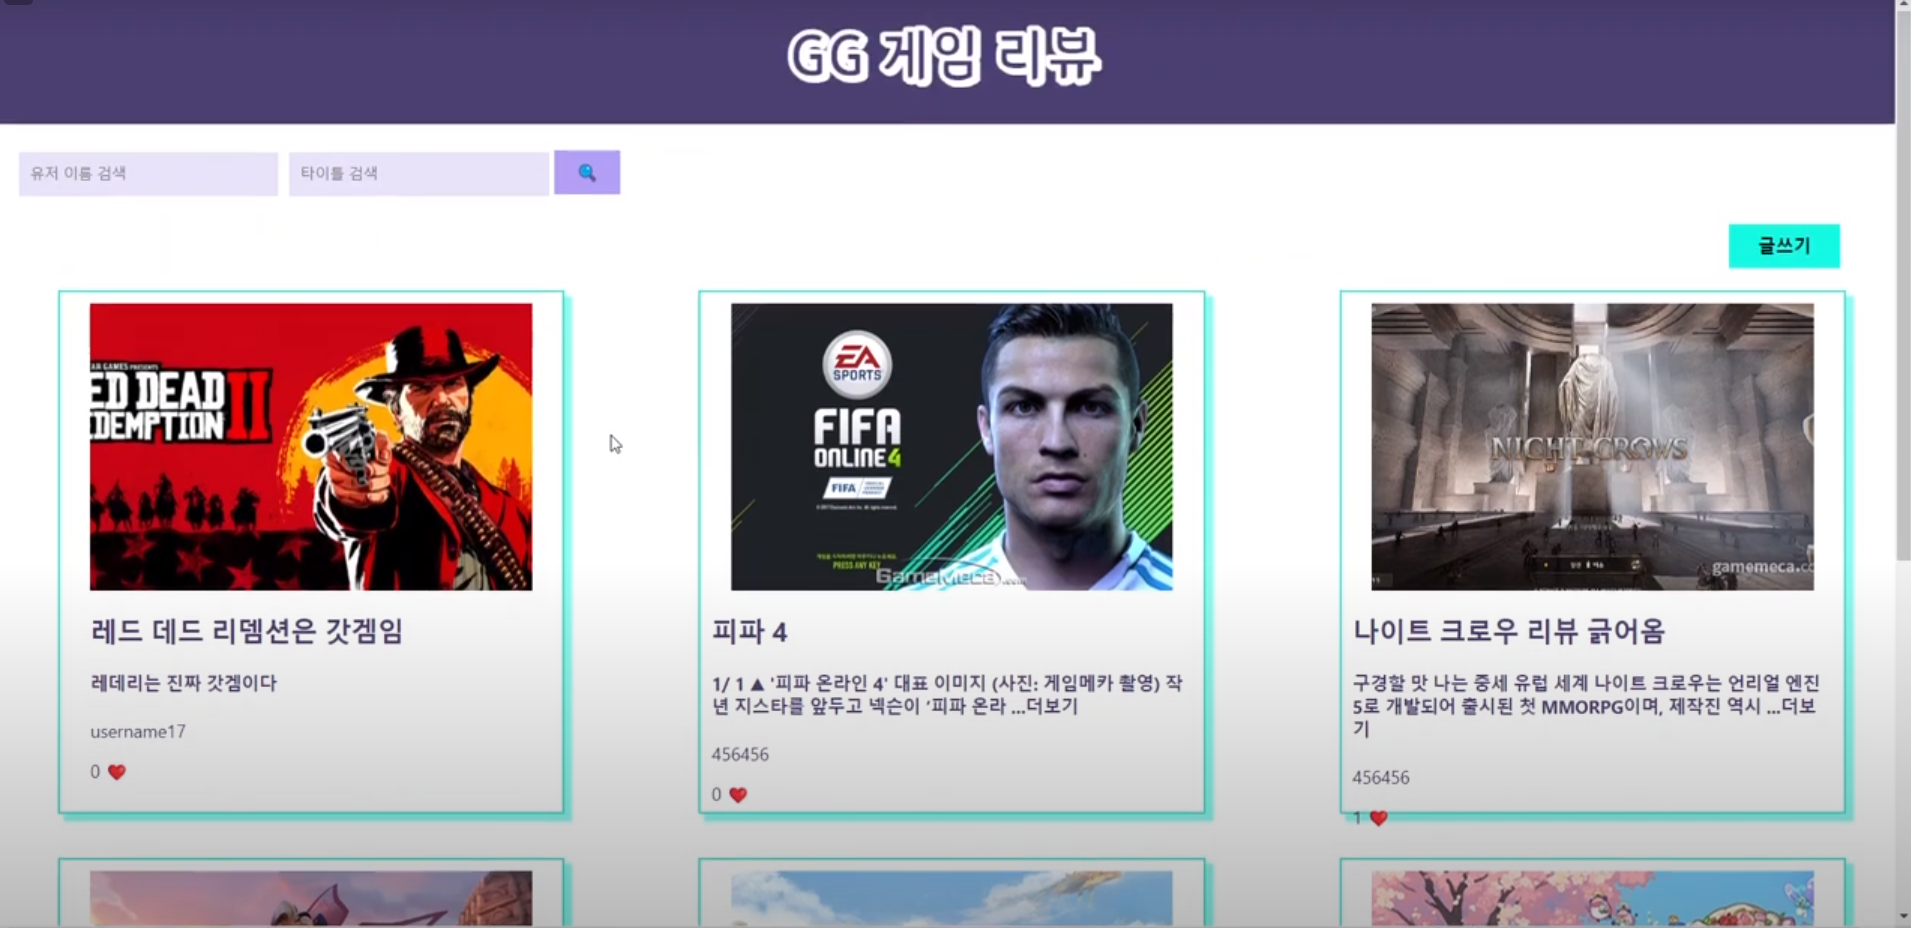 GG 게임 리뷰
유저 이름 검색
타이틀 검색
글쓰기
ED DEAD
DEMPTION II
EA
SPORTS
FIFA
ONLINE 4
FIFA
PRESS ANY KEY
GameMeca.com
NIGHT CROWS
gamemeca.co
레드 데드 리뎀션은 갓겜임
레데리는 진짜 갓겜이다
username17
0 ❤️
피파 4
1/ 1 ▲ '피파 온라인 4' 대표 이미지 (사진: 게임메카 촬영) 작
년 지스타를 앞두고 넥슨이 ‘피파 온라 ...더보기
456456
0 ❤️
나이트 크로우 리뷰 긁어옴
구경할 맛 나는 중세 유럽 세계 나이트 크로우는 언리얼 엔진
5로 개발되어 출시된 첫 MMORPG이며, 제작진 역시 ...더보
기
456456
1 ❤️